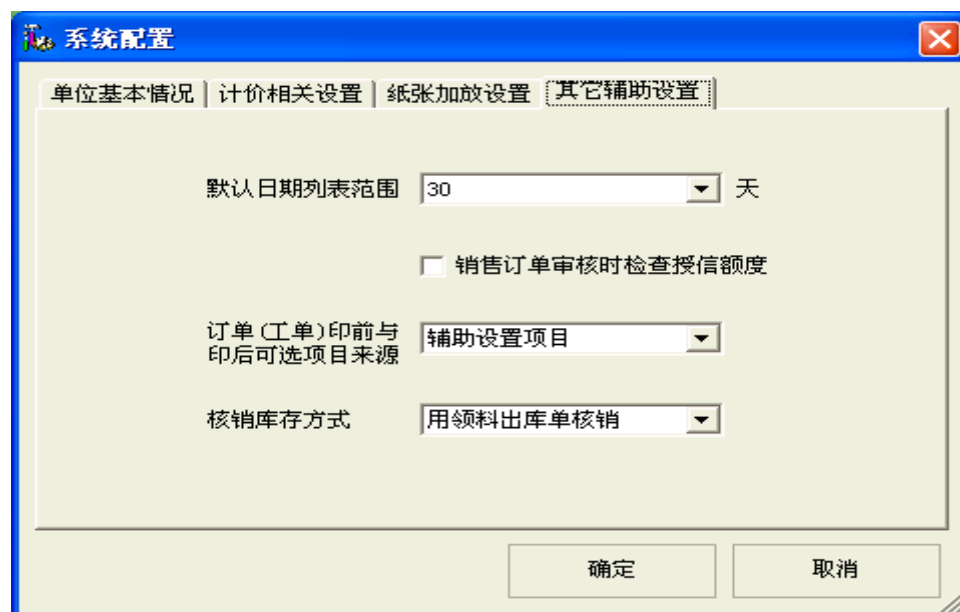 系统配置
单位基本情况 计价相关设置 纸张加放设置 其它辅助设置
默认日期列表范围 30 天
销售订单审核时检查授信额度
订单(工单)印前与
印后可选项目来源 辅助设置项目
核销库存方式 用领料出库单核销
确定 取消